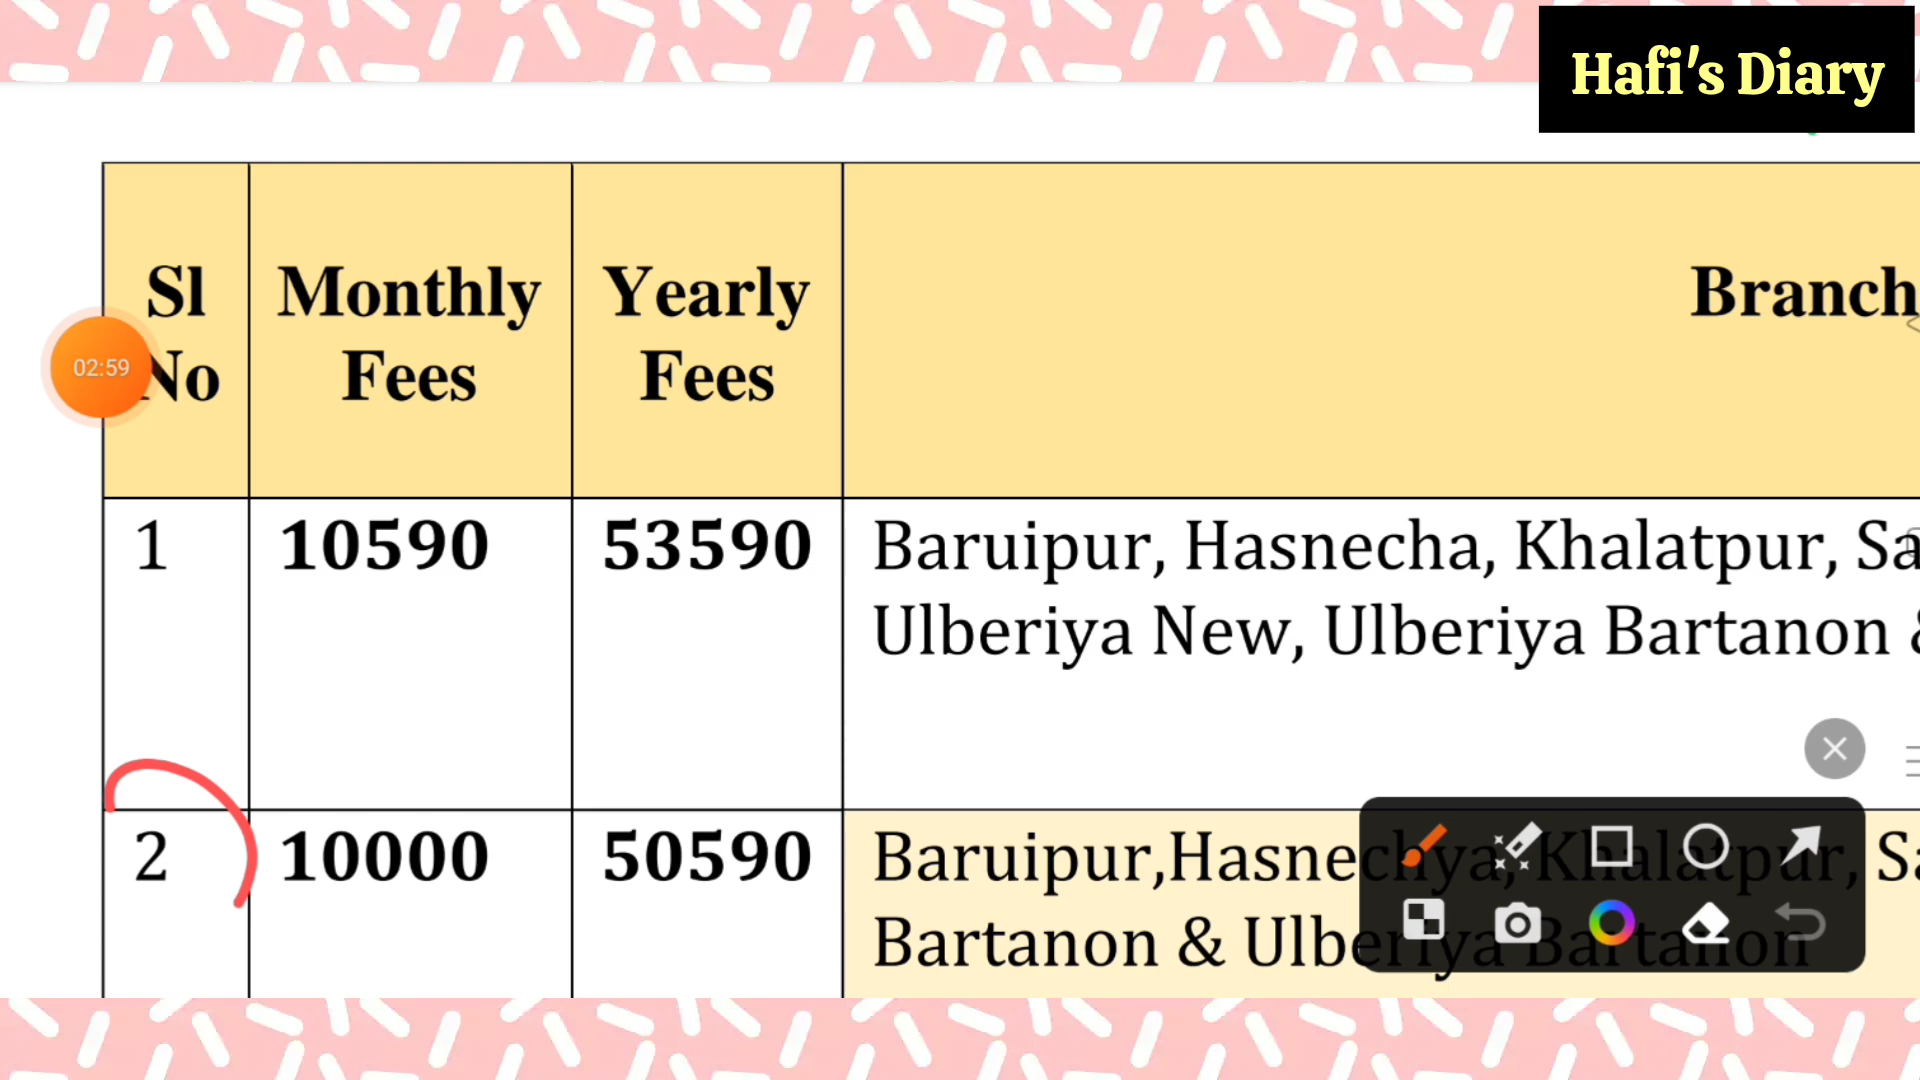 Hafi's Diary
Sl No
Monthly Fees
Yearly Fees
Branch
02:59
1 10590 53590 Baruipur, Hasnecha, Khalatpur, Sa
Ulberiya New, Ulberiya Bartanon &
2 10000 50590 Baruipur,Hasnechya, Khalatpur, Sa
Bartanon & Ulberiya Bartanon